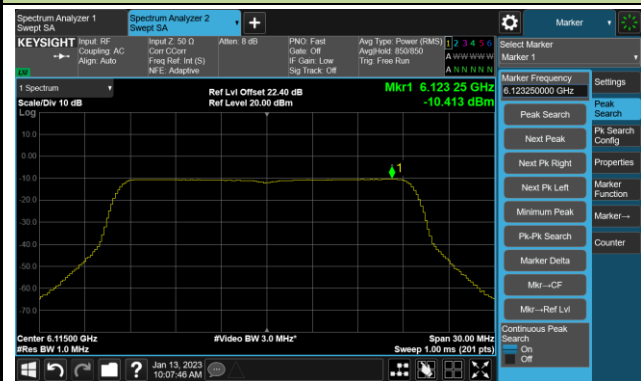 Spectrum Analyzer 1
Swept SA
Spectrum Analyzer 2
Swept SA
+
Marker
KEYSIGHT
Input: RF
Coupling: AC
Align: Auto
Input Z: 50 Ω
Corr CCorr
Freq Ref: Int (S)
NFE: Adaptive
Atten: 8 dB
PNO: Fast
Gate: Off
IF Gain: Low
Sig Track: Off
Avg Type: Power (RMS)
Avg|Hold: 850/850
Trig: Free Run
1 2 3 4 5 6
A W W W W W
A N N N N N
LW
Select Marker
Marker 1
1 Spectrum
Scale/Div 10 dB
Log
Ref Lvl Offset 22.40 dB
Ref Level 20.00 dBm
Mkr1 6.123 25 GHz
-10.413 dBm
10.0
0.00
-10.0
-20.0
-30.0
-40.0
-50.0
-60.0
-70.0
1
Center 6.11500 GHz
#Res BW 1.0 MHz
#Video BW 3.0 MHz*
Span 30.00 MHz
Sweep 1.00 ms (201 pts)
Marker Frequency
6.123250000 GHz
Peak Search
Next Peak
Next Pk Right
Next Pk Left
Minimum Peak
Pk-Pk Search
Marker Delta
Mkr→CF
Mkr→Ref Lvl
Continuous Peak
Search
On
Off
Settings
Peak
Search
Pk Search
Config
Properties
Marker
Function
Marker→
Counter
?
Jan 13, 2023
10:07:46 AM